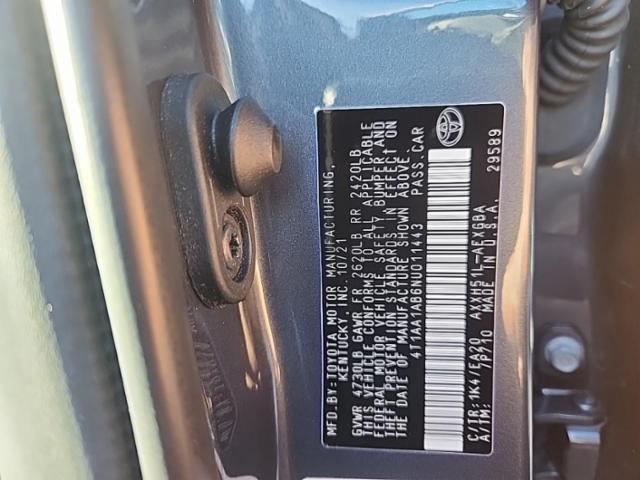 MFD.BY:TOYOTA MOTOR MANUFACTURING,
KENTUCKY, INC. 10/21
GVWR 4730LB GAWR FR 2620LB RR 2420LB
THIS VEHICLE CONFORMS TO ALL APPLICABLE
FEDERAL MOTOR VEHICLE SAFETY, BUMPER, AND
THEFT PREVENTION STANDARDS IN EFFECT ON
THE DATE OF MANUFACTURE SHOWN ABOVE.
4T1AA1AB6NU011443 PASS.CAR
C/TR:1K4/EA20 AXXH51L-AEXGBA
A/TM: -/P710 MADE IN U.S.A. 29589